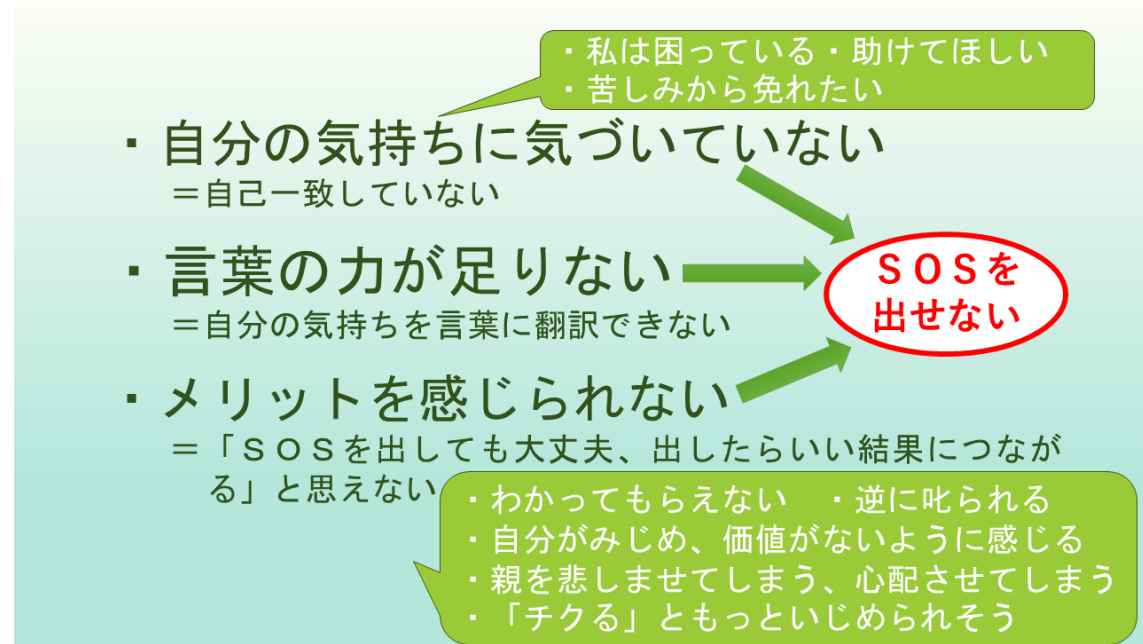 ・私は困っている・助けてほしい
・苦しみから免れたい
・自分の気持ちに気づいていない
＝自己一致していない
・言葉の力が足りない
＝自分の気持ちを言葉に翻訳できない
・メリットを感じられない
＝「ＳＯＳを出しても大丈夫、出したらいい結果につなが
る」と思えない
ＳＯＳを
出せない
・わかってもらえない　・逆に叱られる
・自分がみじめ、価値がないように感じる
・親を悲しませてしまう、心配させてしまう
・「チクる」ともっといじめられそう